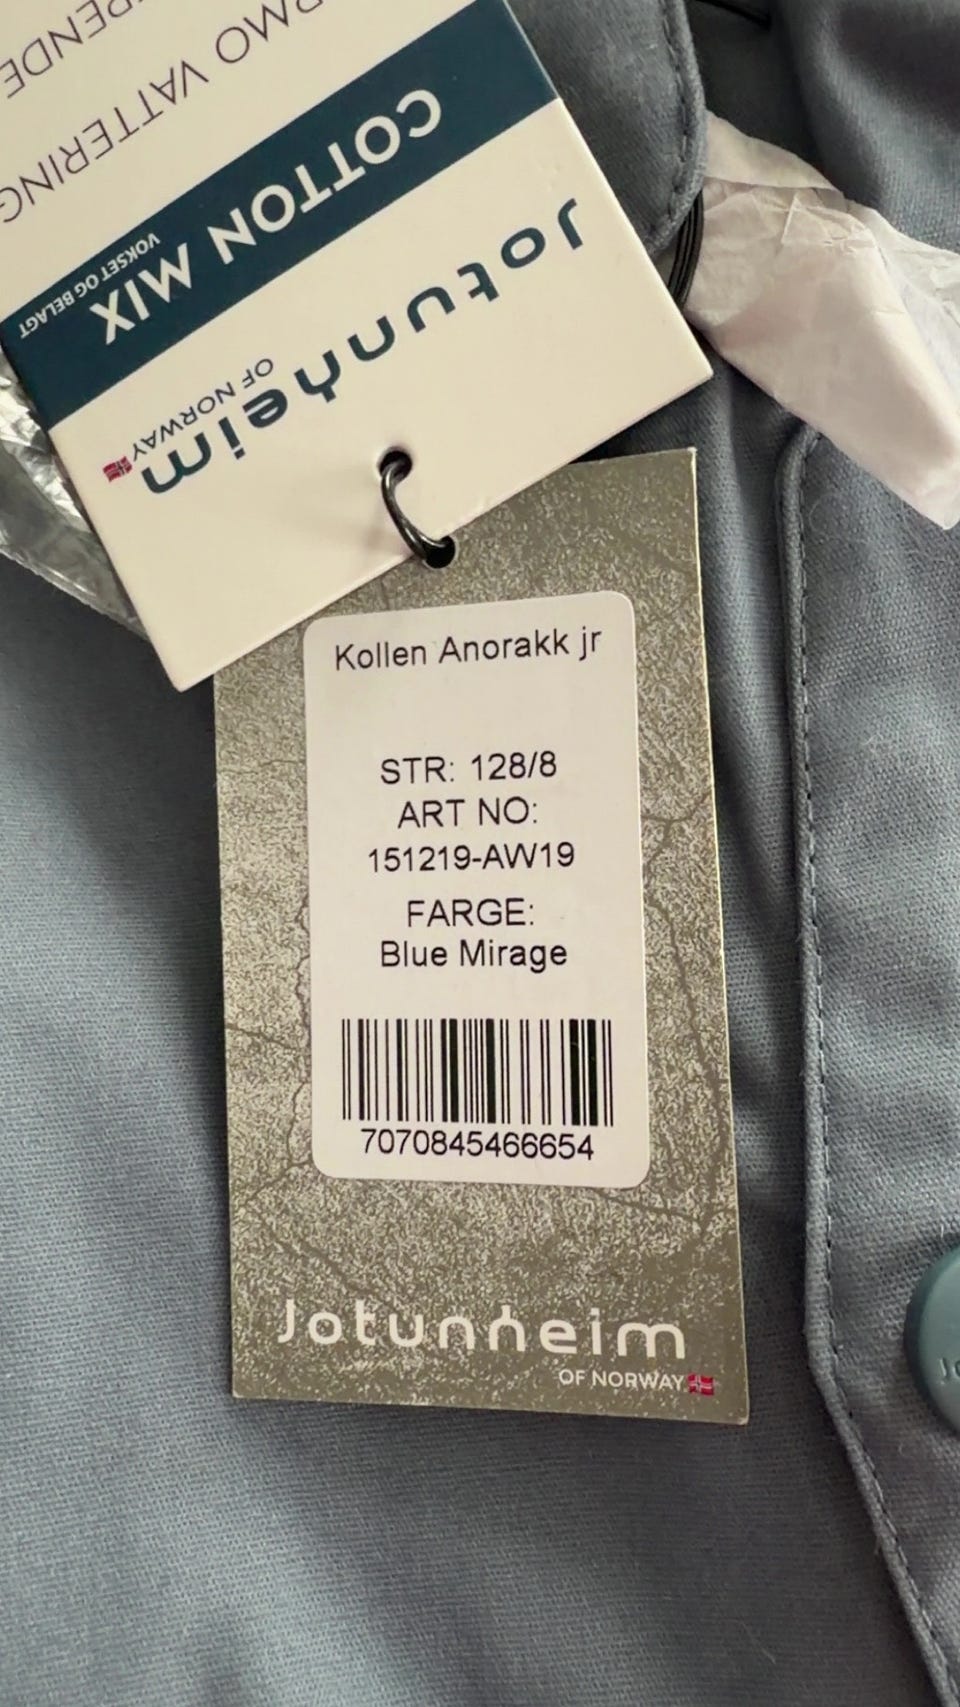 Jotunheim
OF NORWAY
COTTON MIX
VOKSET OG BELAGT
VATTERING
Kollen Anorakk jr
STR: 128/8
ART NO:
151219-AW19
FARGE:
Blue Mirage
7070845466654
Jotunheim
OF NORWAY